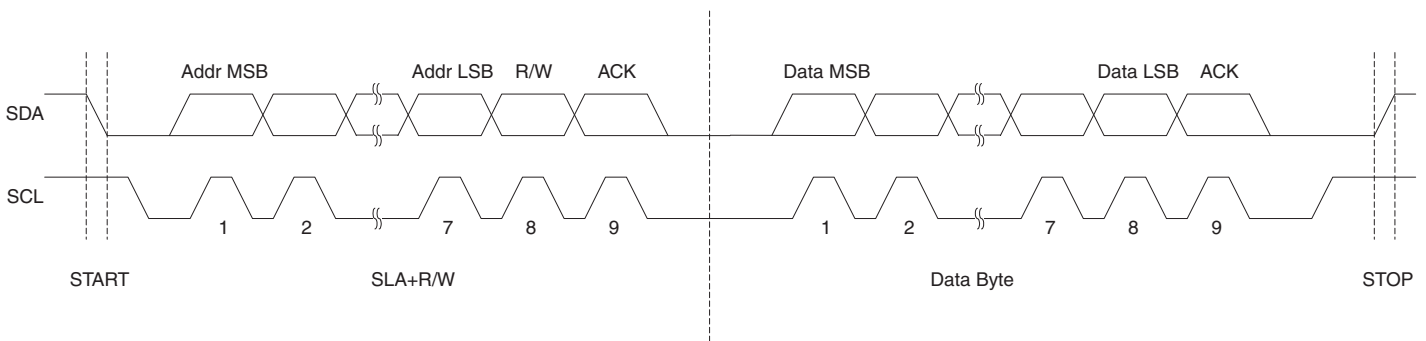 Addr MSB Addr LSB R/W ACK Data MSB Data LSB ACK
SDA
SCL
1 2 7 8 9 1 2 7 8 9
START SLA+R/W Data Byte STOP